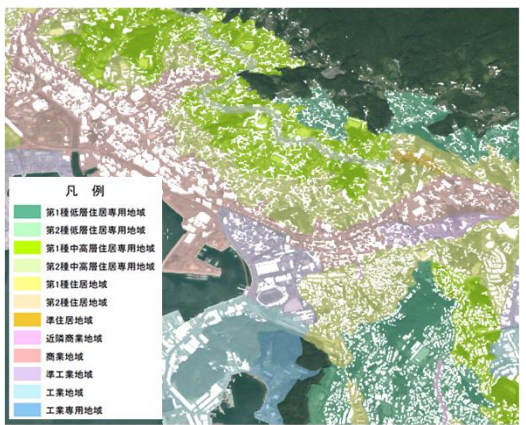 凡 例
第1種低層住居専用地域
第2種低層住居専用地域
第1種中高層住居専用地域
第2種中高層住居専用地域
第1種住居地域
第2種住居地域
準住居地域
近隣商業地域
商業地域
準工業地域
工業地域
工業専用地域